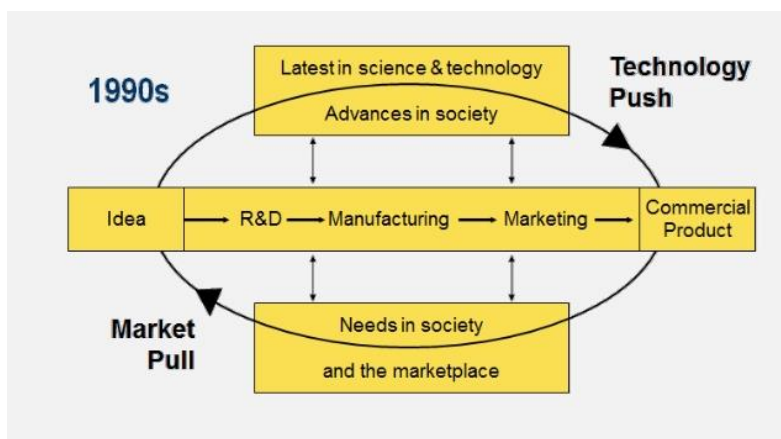 1990s
Latest in science & technology
Advances in society
Technology
Push
Idea
R&D
Manufacturing
Marketing
Commercial
Product
Market
Pull
Needs in society
and the marketplace